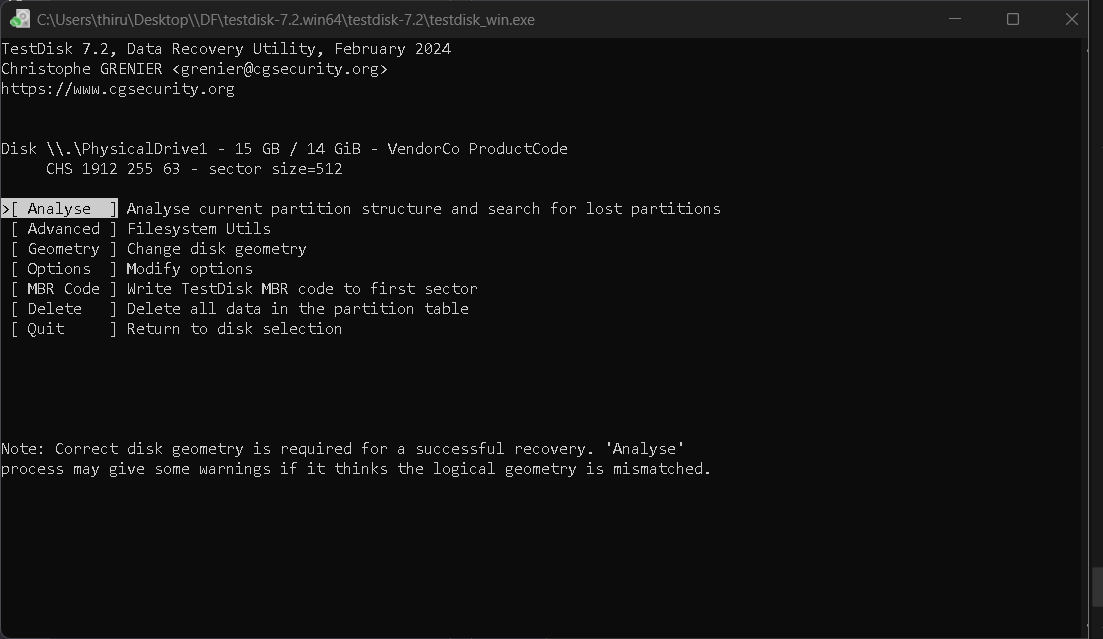 C:\Users\thiru\Desktop\\DF\testdisk-7.2.win64\testdisk-7.2\testdisk_win.exe
TestDisk 7.2, Data Recovery Utility, February 2024
Christophe GRENIER <grenier@cgsecurity.org>
https://www.cgsecurity.org
Disk \\.\PhysicalDrive1 - 15 GB / 14 GiB - VendorCo ProductCode
CHS 1912 255 63 - sector size=512
>[ Analyse  ] Analyse current partition structure and search for lost partitions
[ Advanced ] Filesystem Utils
[ Geometry ] Change disk geometry
[ Options  ] Modify options
[ MBR Code ] Write TestDisk MBR code to first sector
[ Delete   ] Delete all data in the partition table
[ Quit     ] Return to disk selection
Note: Correct disk geometry is required for a successful recovery. 'Analyse'
process may give some warnings if it thinks the logical geometry is mismatched.